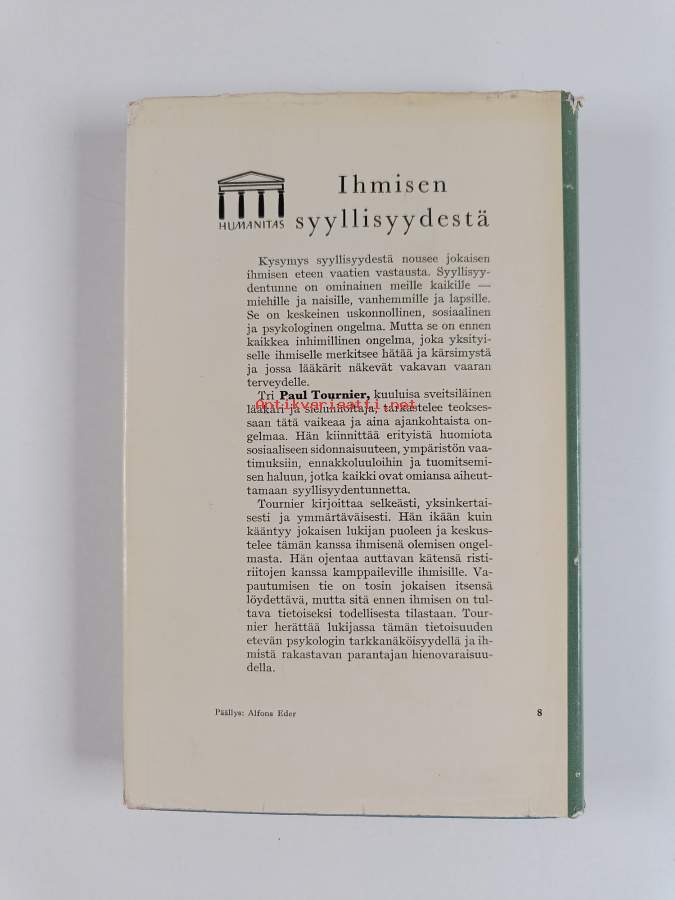 Ihmisen
HUMANITAS
syyllisyydestä
Kysymys syyllisyydestä nousee jokaisen
ihmisen eteen vaatien vastausta. Syyllisyy-
dentunne on ominainen meille kaikille —
miehille ja naisille, vanhemmille ja lapsille.
Se on keskeinen uskonnollinen, sosiaalinen
ja psykologinen ongelma. Mutta se on ennen
kaikkea inhimillinen ongelma, joka yksityi-
selle ihmiselle merkitsee hätää ja kärsimystä
ja jossa lääkärit näkevät vakavan vaaran
terveydelle.
Tri Paul Tournier, kuuluisa sveitsiläinen
Antikvariaatti.net
lääkäri ja sielunhoitaja, tarkastelee teokses-
saan tätä vaikeaa ja aina ajankohtaista on-
gelmaa. Hän kiinnittää erityistä huomiota
sosiaaliseen sidonnaisuuteen, ympäristön vaa-
timuksiin, ennakkoluuloihin ja tuomitsemi-
sen haluun, jotka kaikki ovat omiansa aiheut-
tamaan syyllisyydentunnetta.
Tournier kirjoittaa selkeästi, yksinkertai-
sesti ja ymmärtäväisesti. Hän ikään kuin
kääntyy jokaisen lukijan puoleen ja keskus-
telee tämän kanssa ihmisenä olemisen ongel-
masta. Hän ojentaa auttavan kätensä risti-
riitojen kanssa kamppaileville ihmisille. Va-
pautumisen tie on tosin jokaisen itsensä
löydettävä, mutta sitä ennen ihmisen on tul-
tava tietoiseksi todellisesta tilastaan. Tour-
nier herättää lukijassa tämän tietoisuuden
etevän psykologin tarkkanäköisyydellä ja ih-
mistä rakastavan parantajan hienovaraisuu-
della.
Päällys: Alfons Eder
8